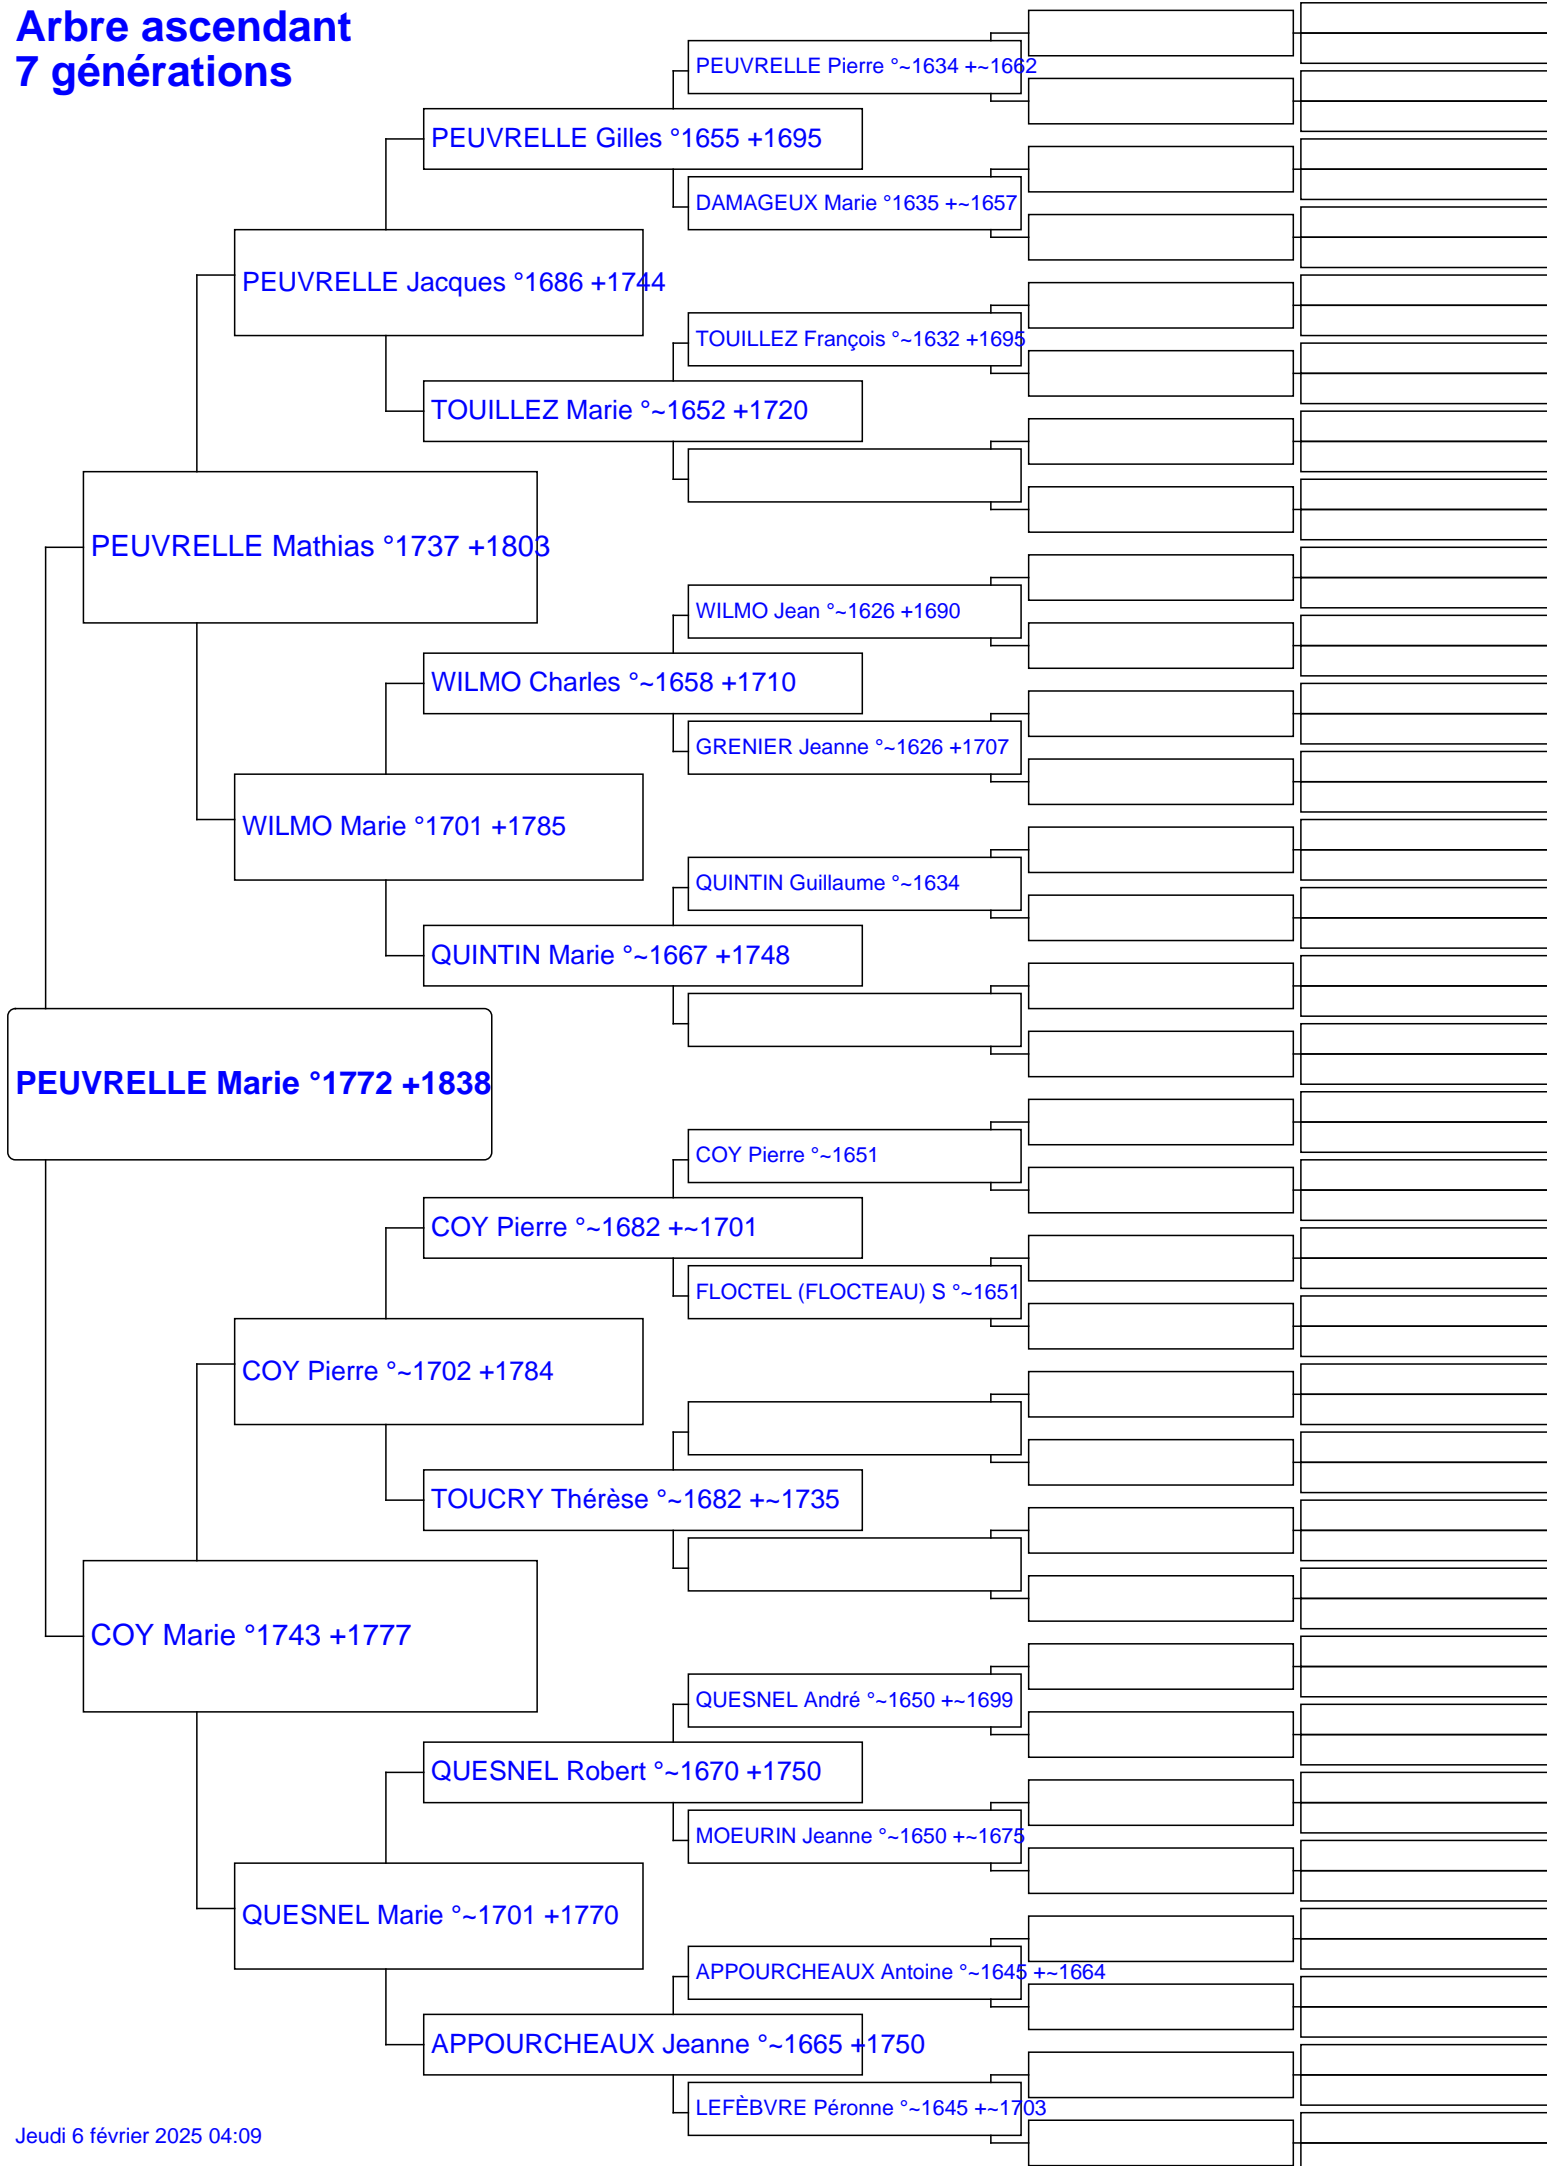 Arbre ascendant
7 générations
PEUVRELLE Pierre °~1634 +~1662
PEUVRELLE Gilles °1655 +1695
DAMAGEUX Marie °1635 +~1657
PEUVRELLE Jacques °1686 +1744
TOUILLEZ François °~1632 +1695
TOUILLEZ Marie °~1652 +1720
PEUVRELLE Mathias °1737 +1803
WILMO Jean °~1626 +1690
WILMO Charles °~1658 +1710
GRENIER Jeanne °~1626 +1707
WILMO Marie °1701 +1785
QUINTIN Guillaume °~1634
QUINTIN Marie °~1667 +1748
PEUVRELLE Marie °1772 +1838
COY Pierre °~1651
COY Pierre °~1682 +~1701
FLOCTEL (FLOCTEAU) S °~1651
COY Pierre °~1702 +1784
TOUCRY Thérèse °~1682 +~1735
COY Marie °1743 +1777
QUESNEL André °~1650 +~1699
QUESNEL Robert °~1670 +1750
MOEURIN Jeanne °~1650 +~1675
QUESNEL Marie °~1701 +1770
APPOURCHEAUX Antoine °~1645 +~1664
APPOURCHEAUX Jeanne °~1665 +1750
LEFÈBVRE Péronne °~1645 +~1703
Jeudi 6 février 2025 04:09